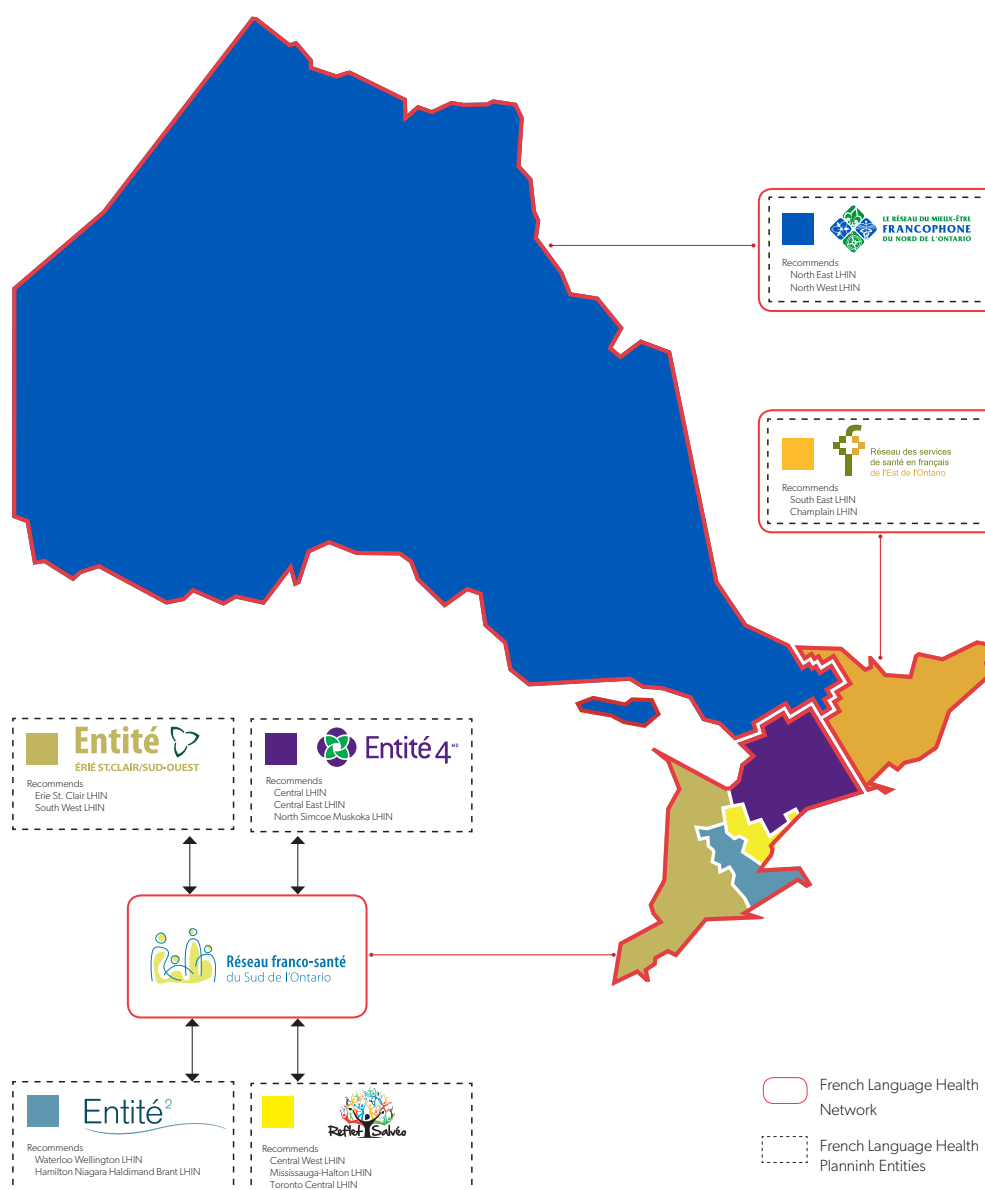 LE RÉSEAU DU MIEUX-ÊTRE
FRANCOPHONE
DU NORD DE L'ONTARIO
Recommends
North East LHIN
North West LHIN
Réseau des services
de santé en français
de l'Est de l'Ontario
Recommends
South East LHIN
Champlain LHIN
Entité
ÉRIÉ ST.CLAIR/SUD-OUEST
Recommends
Erie St. Clair LHIN
South West LHIN
Entité 4
Recommends
Central LHIN
Central East LHIN
North Simcoe Muskoka LHIN
Réseau franco-santé
du Sud de l'Ontario
Entité 2
Recommends
Waterloo Wellington LHIN
Hamilton Niagara Haldimand Brant LHIN
Reflet Salvéo
Recommends
Central West LHIN
Mississauga-Halton LHIN
Toronto Central LHIN
French Language Health
Network
French Language Health
Planninh Entities